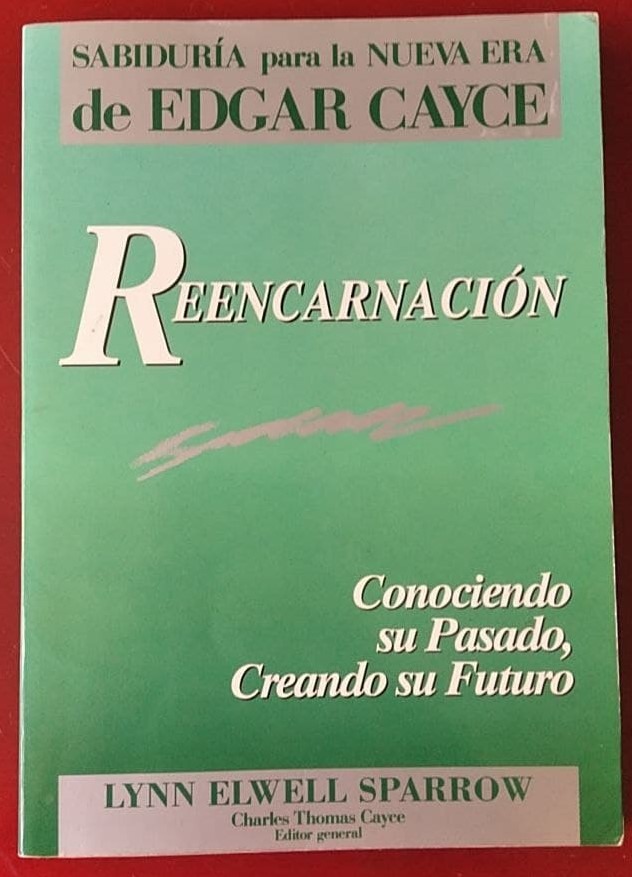 SABIDURÍA para la NUEVA ERA
de EDGAR CAYCE
REENCARNACIÓN
Conociendo
su Pasado,
Creando su Futuro
LYNN ELWELL SPARROW
Charles Thomas Cayce
Editor general